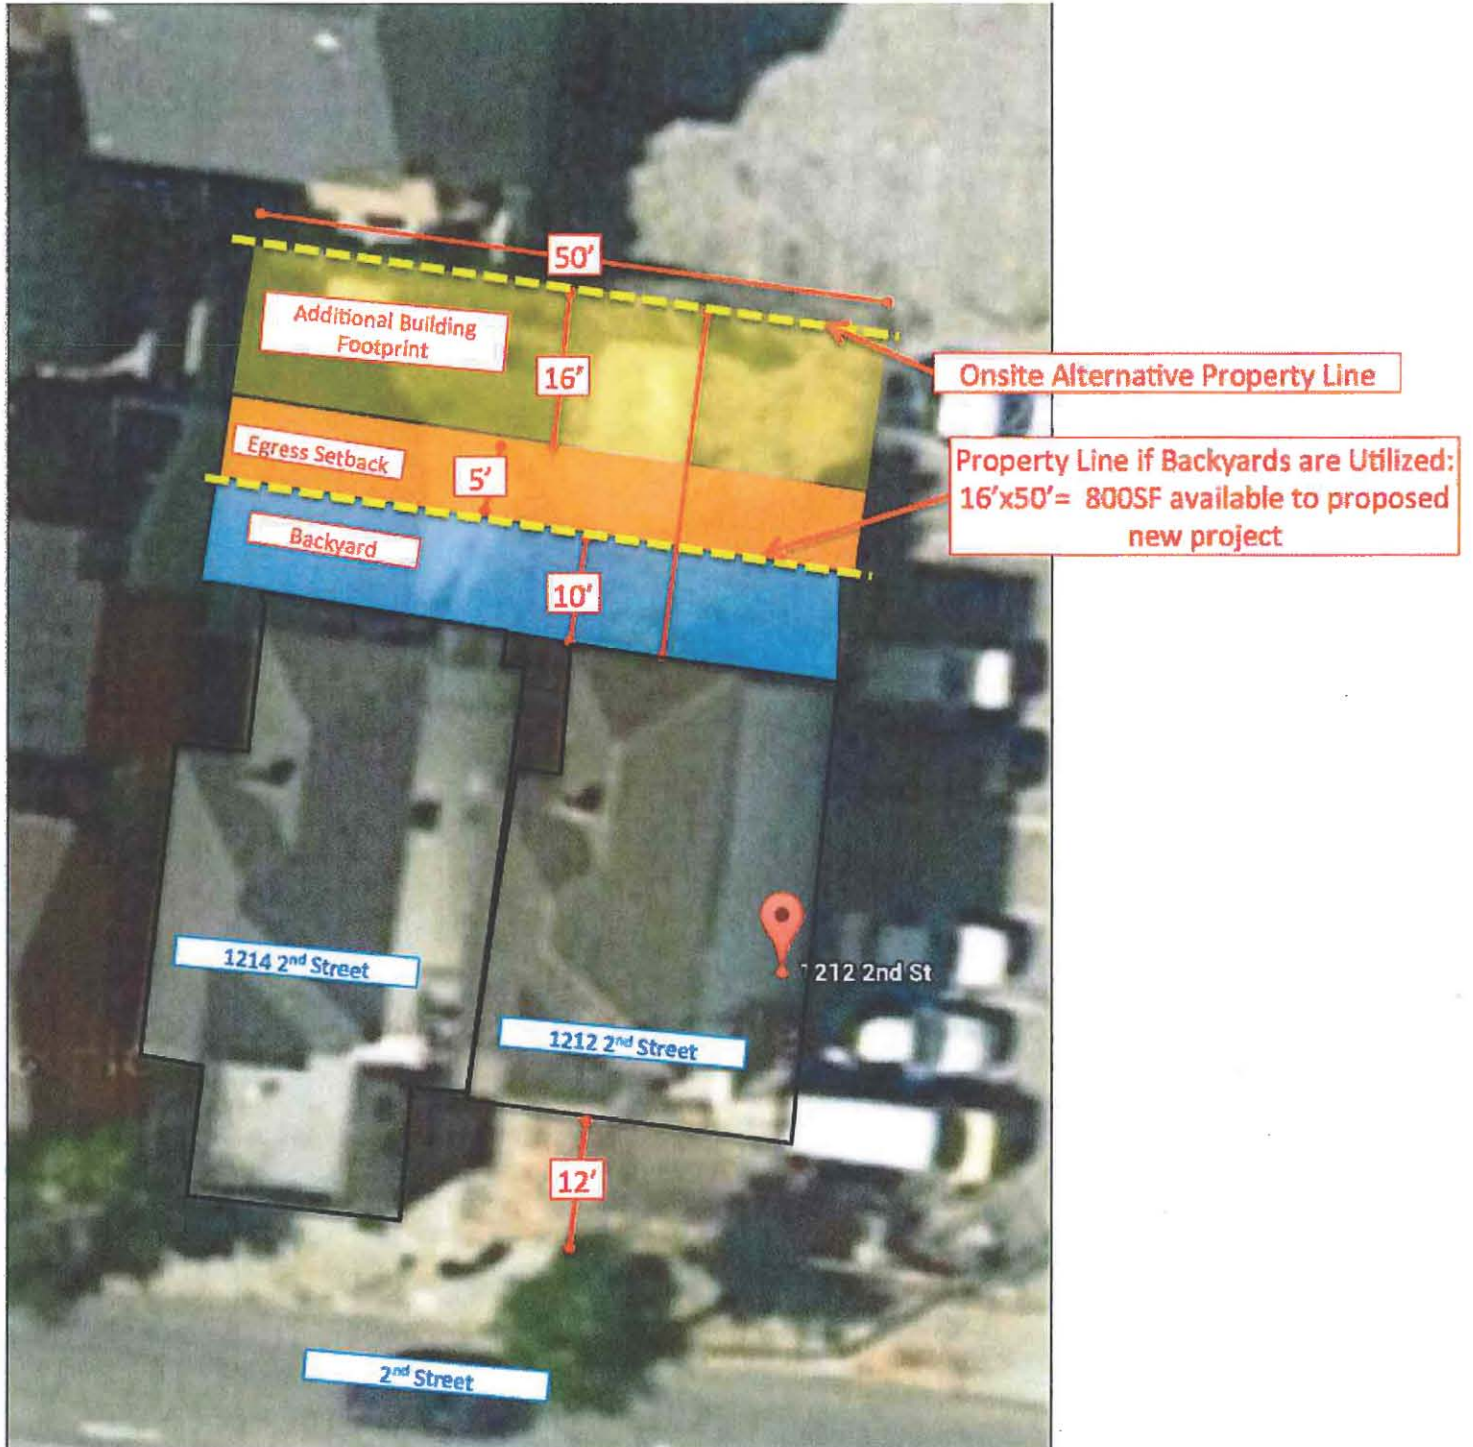 50'
Additional Building
Footprint
16'
Onsite Alternative Property Line
Egress Setback
5'
Property Line if Backyards are Utilized:
16'x50'= 800SF available to proposed
new project
Backyard
10'
1214 2nd Street
1212 2nd St
1212 2nd Street
12'
2nd Street